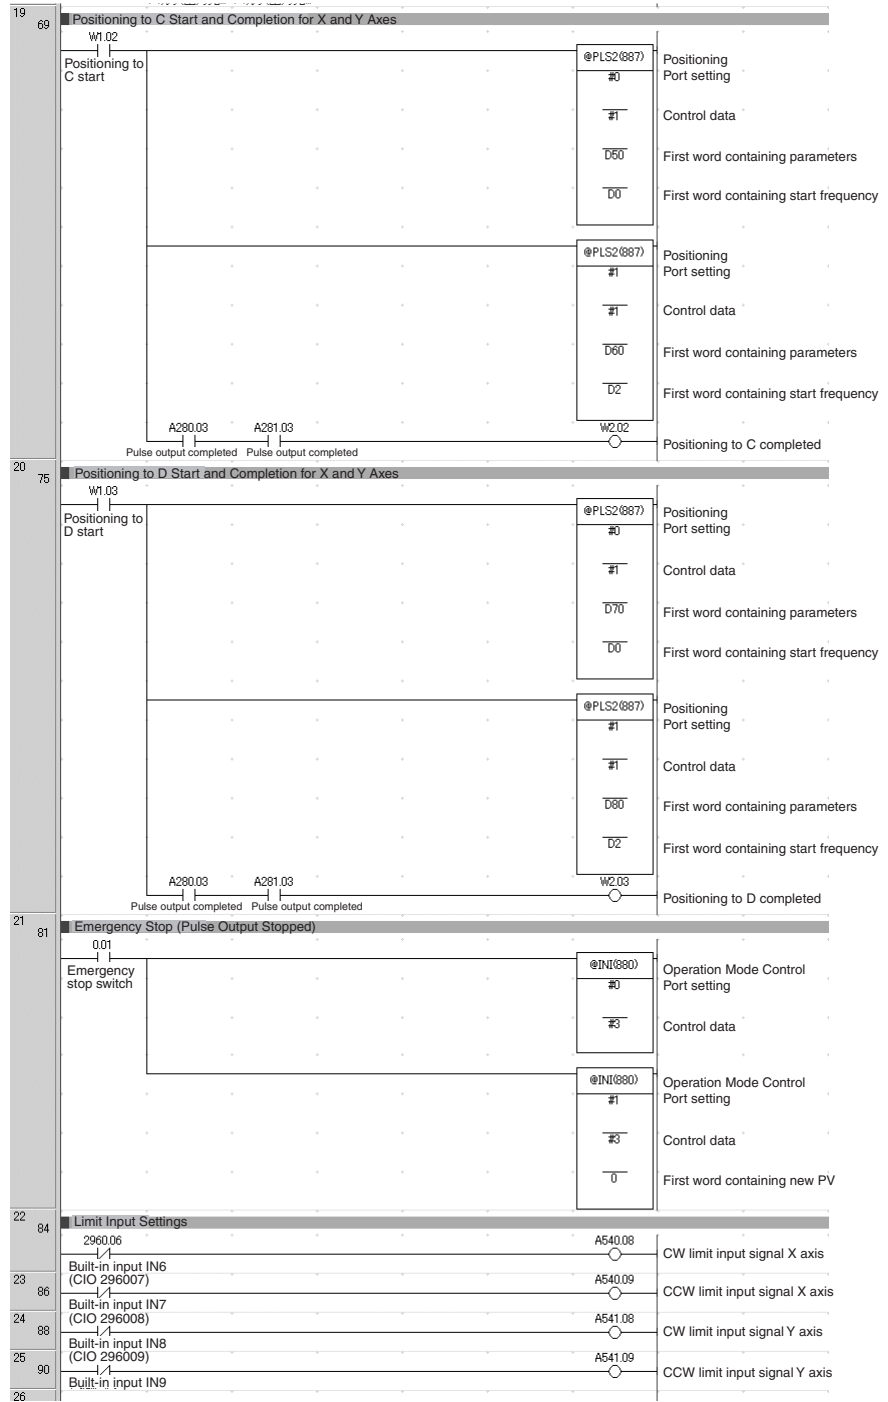 19
69
Positioning to C Start and Completion for X and Y Axes
W1.02
Positioning to
C start
@PLS2(887)
Positioning
#0
Port setting
#1
Control data
D50
First word containing parameters
D0
First word containing start frequency
@PLS2(887)
Positioning
#1
Port setting
#1
Control data
D60
First word containing parameters
D2
First word containing start frequency
A280.03
A281.03
W2.02
Pulse output completed
Pulse output completed
Positioning to C completed
20
75
Positioning to D Start and Completion for X and Y Axes
W1.03
Positioning to
D start
@PLS2(887)
Positioning
#0
Port setting
#1
Control data
D70
First word containing parameters
D0
First word containing start frequency
@PLS2(887)
Positioning
#1
Port setting
#1
Control data
D80
First word containing parameters
D2
First word containing start frequency
A280.03
A281.03
W2.03
Pulse output completed
Pulse output completed
Positioning to D completed
21
81
Emergency Stop (Pulse Output Stopped)
0.01
Emergency
stop switch
@INI(880)
Operation Mode Control
#0
Port setting
#3
Control data
@INI(880)
Operation Mode Control
#1
Port setting
#3
Control data
0
First word containing new PV
22
84
Limit Input Settings
2960.06
A540.08
Built-in input IN6
CW limit input signal X axis
23
86
(CIO 296007)
A540.09
Built-in input IN7
CCW limit input signal X axis
24
88
(CIO 296008)
A541.08
Built-in input IN8
CW limit input signal Y axis
25
90
(CIO 296009)
A541.09
Built-in input IN9
CCW limit input signal Y axis
26